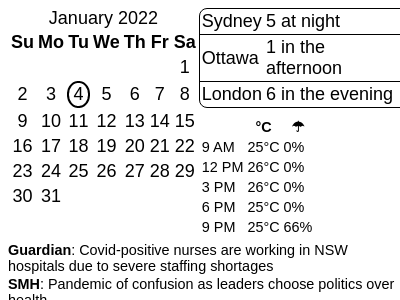 January 2022
Su Mo Tu We Th Fr Sa
1
2 3 4 5 6 7 8
9 10 11 12 13 14 15
16 17 18 19 20 21 22
23 24 25 26 27 28 29
30 31
Sydney 5 at night
Ottawa 1 in the
afternoon
London 6 in the evening
°C ☂
9 AM 25°C 0%
12 PM 26°C 0%
3 PM 26°C 0%
6 PM 25°C 0%
9 PM 25°C 66%
Guardian: Covid-positive nurses are working in NSW
hospitals due to severe staffing shortages
SMH: Pandemic of confusion as leaders choose politics over
health